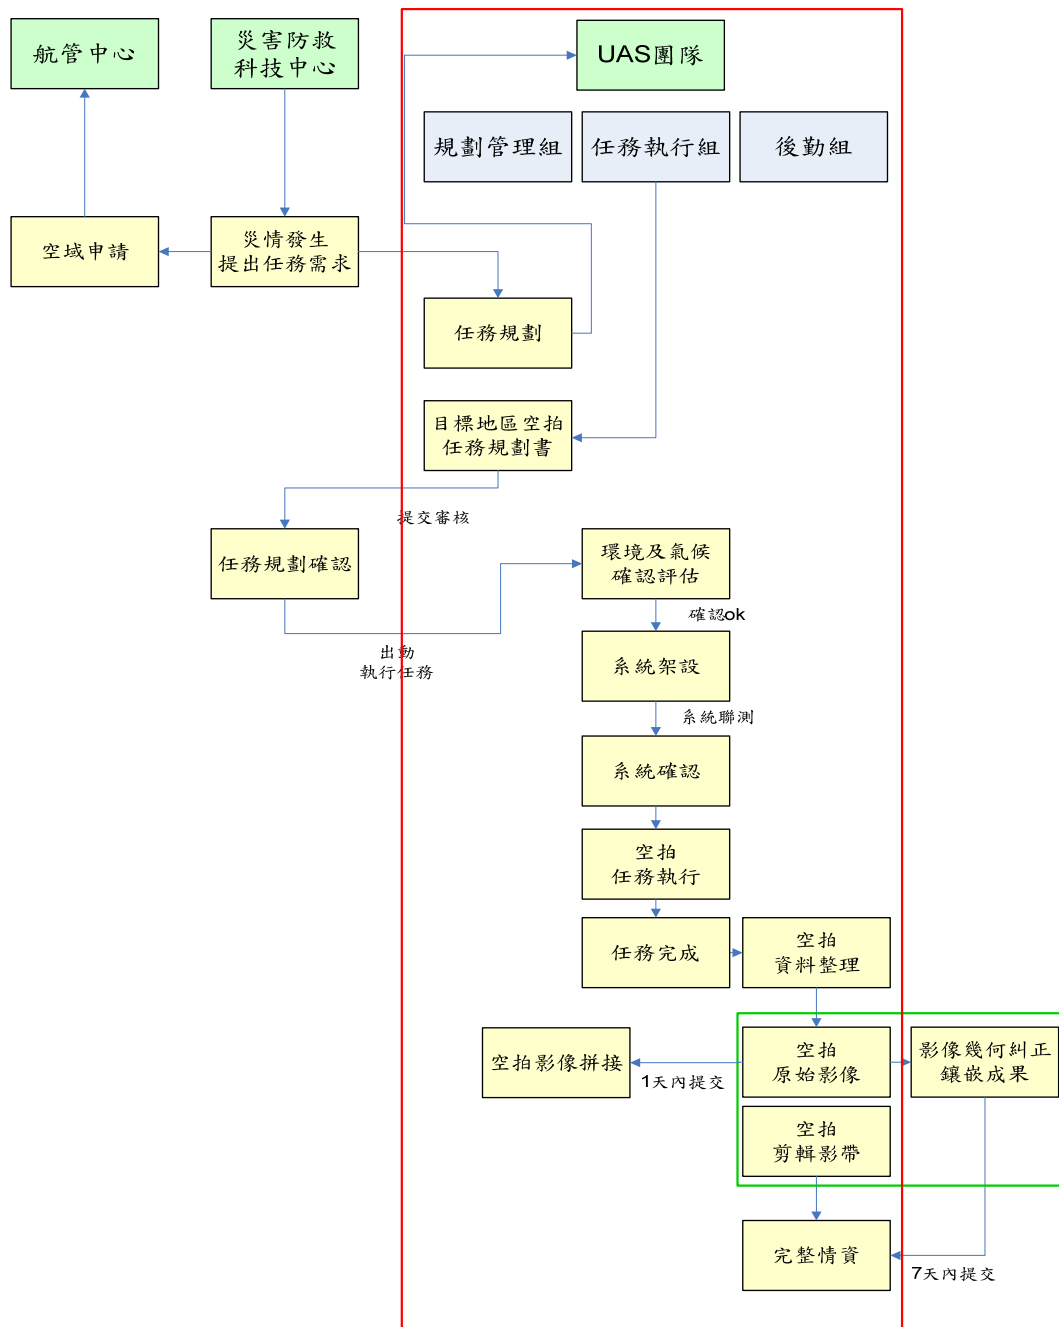 航管中心
災害防救
科技中心
UAS團隊
規劃管理組
任務執行組
後勤組
空域申請
災情發生
提出任務需求
任務規劃
目標地區空拍
任務規劃書
提交審核
任務規劃確認
環境及氣候
確認評估
確認ok
出動
執行任務
系統架設
系統聯測
系統確認
空拍
任務執行
任務完成
空拍
資料整理
空拍影像拼接
1天內提交
空拍
原始影像
影像幾何糾正
鑲嵌成果
空拍
剪輯影帶
完整情資
7天內提交